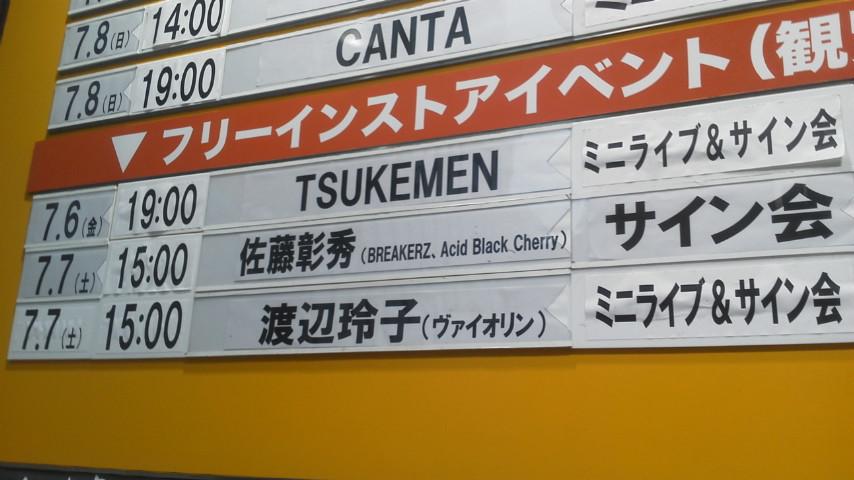 7.8(日) 14:00
7.8(日) 19:00 CANTA
▼フリーインストアイベント(観
7.6(金) 19:00 TSUKEMEN ミニライブ&サイン会
7.7(土) 15:00 佐藤彰秀(BREAKERZ、Acid Black Cherry) サイン会
7.7(土) 15:00 渡辺玲子(ヴァイオリン) ミニライブ&サイン会